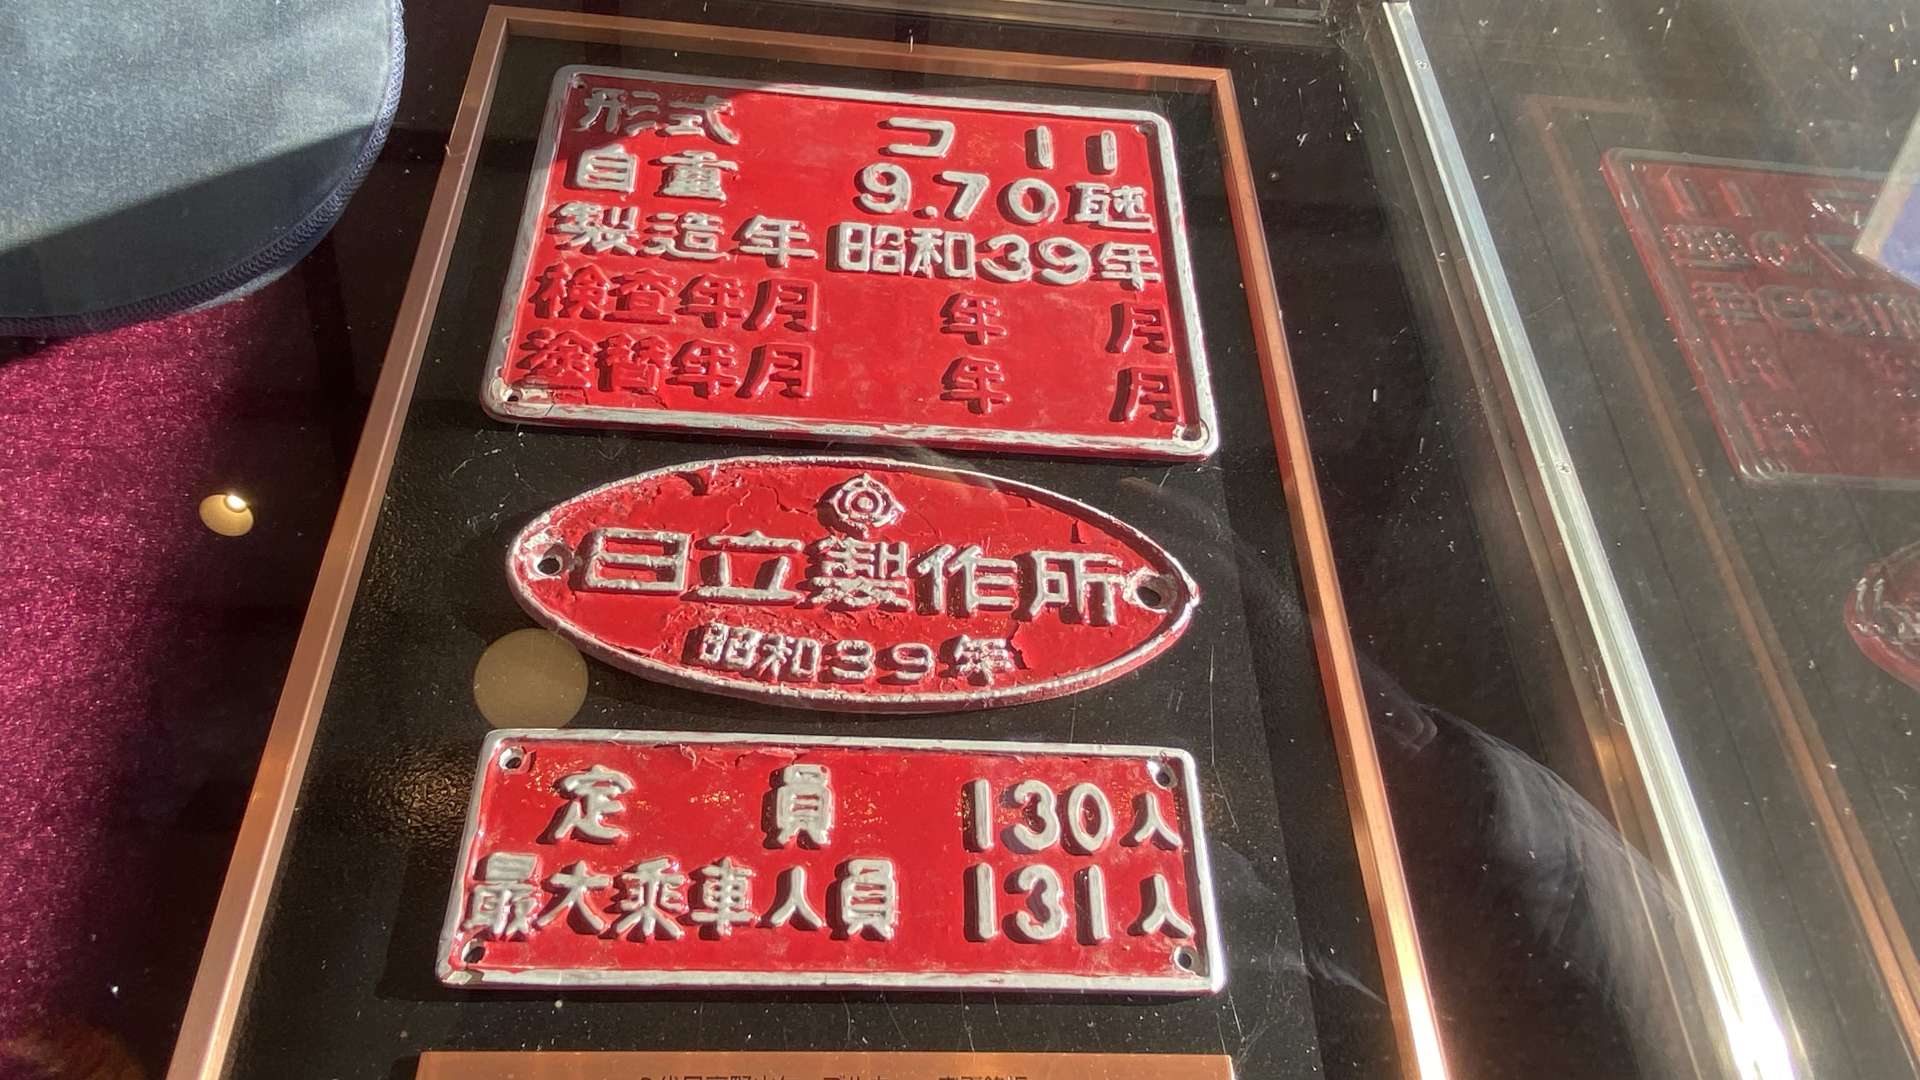 形式 コ 11
自重 9.70瓲
製造年 昭和39年
検査年月 年 月
塗替年月 年 月
日立製作所
昭和39年
定員 130人
最大乗車人員 131人